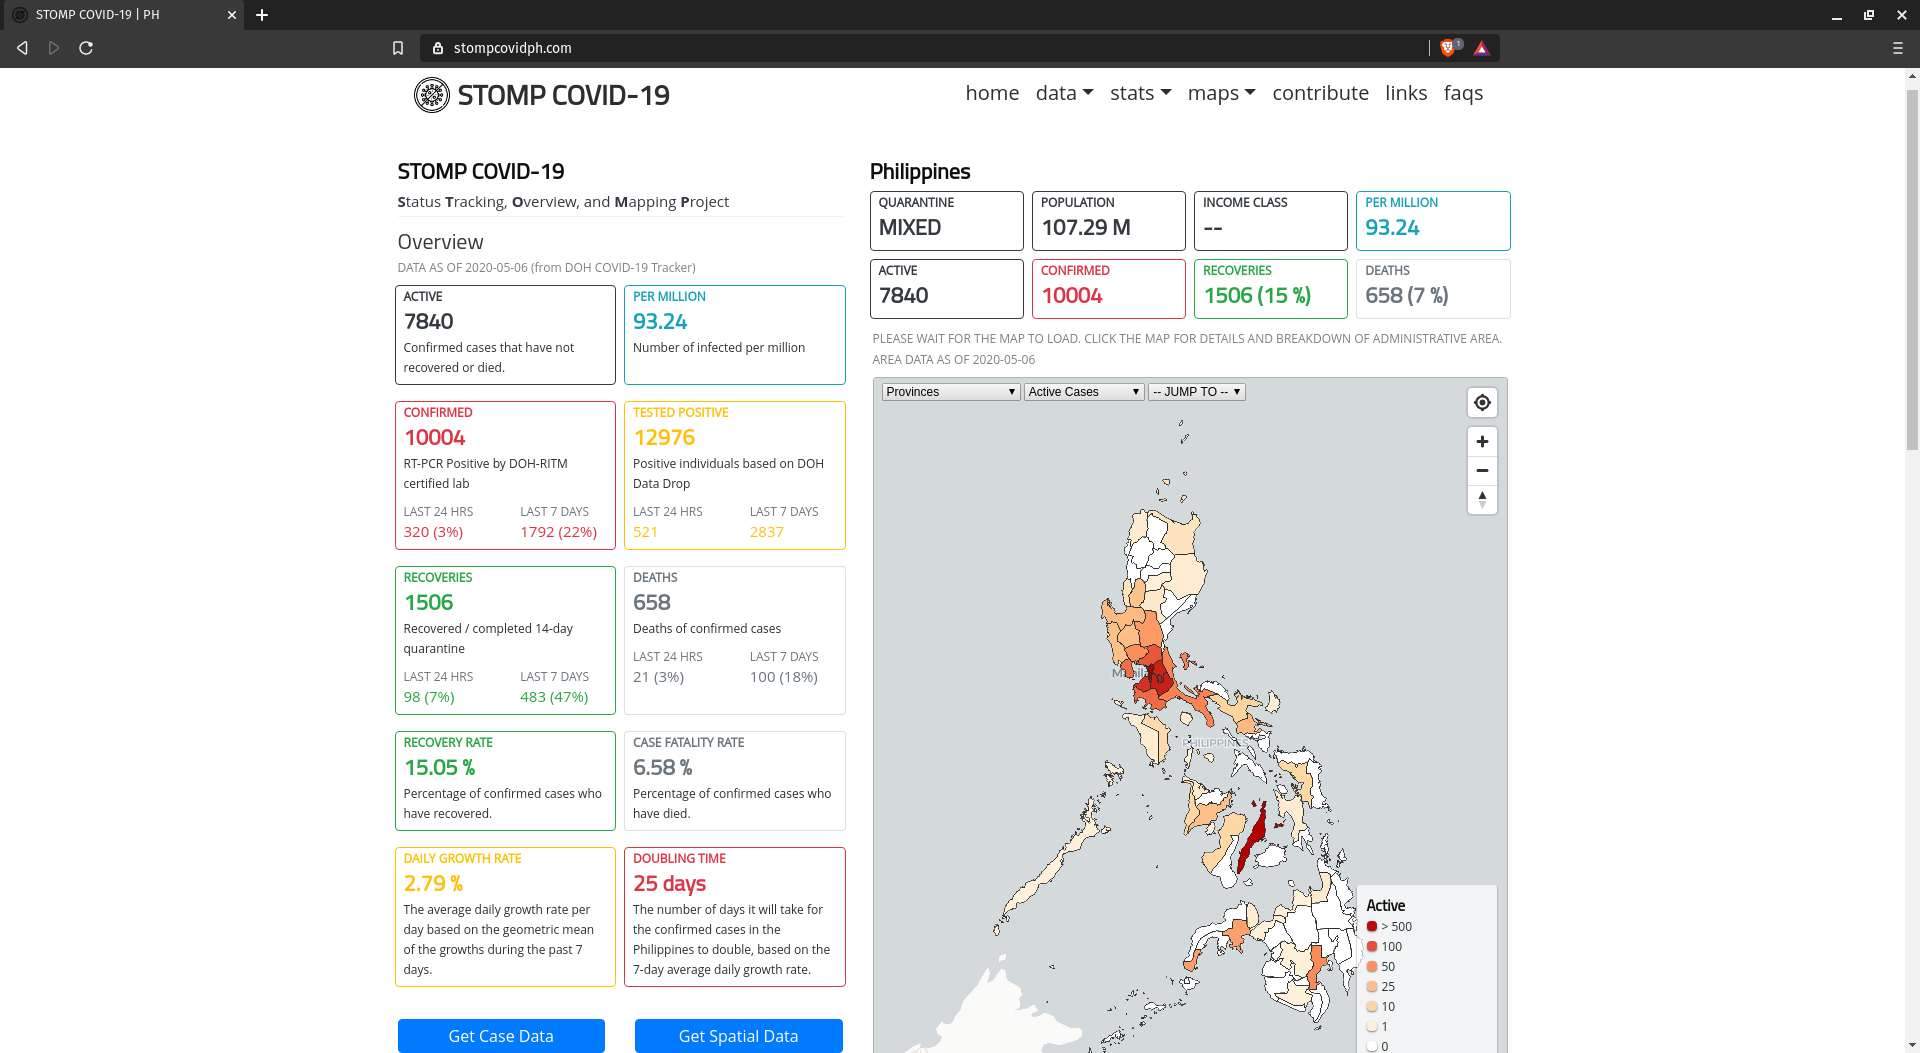 STOMP COVID-19 | PH
stompcovidph.com
1
STOMP COVID-19
home data stats maps contribute links faqs
STOMP COVID-19
Status Tracking, Overview, and Mapping Project
Overview
DATA AS OF 2020-05-06 (from DOH COVID-19 Tracker)
ACTIVE
7840
Confirmed cases that have not
recovered or died.
PER MILLION
93.24
Number of infected per million
CONFIRMED
10004
RT-PCR Positive by DOH-RITM
certified lab
LAST 24 HRS LAST 7 DAYS
320 (3%) 1792 (22%)
TESTED POSITIVE
12976
Positive individuals based on DOH
Data Drop
LAST 24 HRS LAST 7 DAYS
521 2837
RECOVERIES
1506
Recovered / completed 14-day
quarantine
LAST 24 HRS LAST 7 DAYS
98 (7%) 483 (47%)
DEATHS
658
Deaths of confirmed cases
LAST 24 HRS LAST 7 DAYS
21 (3%) 100 (18%)
RECOVERY RATE
15.05 %
Percentage of confirmed cases who
have recovered.
CASE FATALITY RATE
6.58 %
Percentage of confirmed cases who
have died.
DAILY GROWTH RATE
2.79 %
The average daily growth rate per
day based on the geometric mean
of the growths during the past 7
days.
DOUBLING TIME
25 days
The number of days it will take for
the confirmed cases in the
Philippines to double, based on the
7-day average daily growth rate.
Get Case Data
Get Spatial Data
Philippines
QUARANTINE
MIXED
POPULATION
107.29 M
INCOME CLASS
--
PER MILLION
93.24
ACTIVE
7840
CONFIRMED
10004
RECOVERIES
1506 (15 %)
DEATHS
658 (7 %)
PLEASE WAIT FOR THE MAP TO LOAD. CLICK THE MAP FOR DETAILS AND BREAKDOWN OF ADMINISTRATIVE AREA.
AREA DATA AS OF 2020-05-06
Provinces
Active Cases
-- JUMP TO --
Manila
PHILIPPINES
Active
> 500
100
50
25
10
1
0